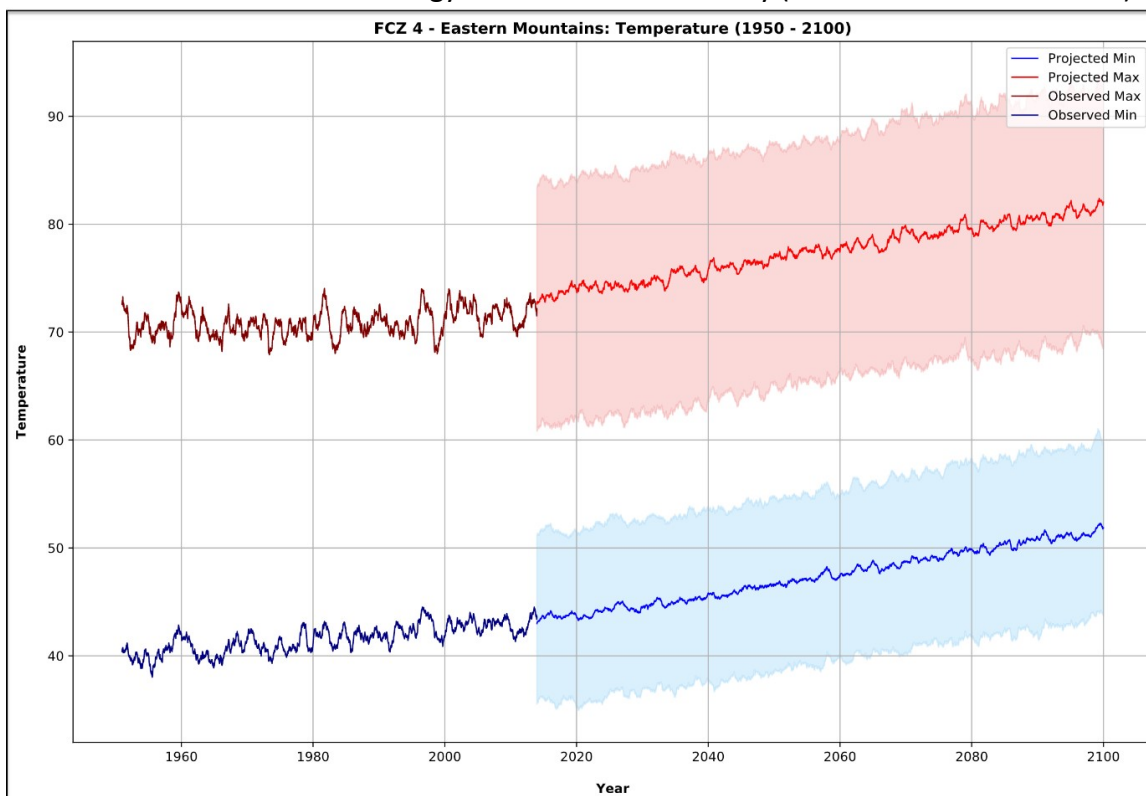 FCZ 4 - Eastern Mountains: Temperature (1950 - 2100)
Projected Min
Projected Max
Observed Max
Observed Min
90
80
70
60
50
40
Temperature
1960
1980
2000
2020
2040
2060
2080
2100
Year